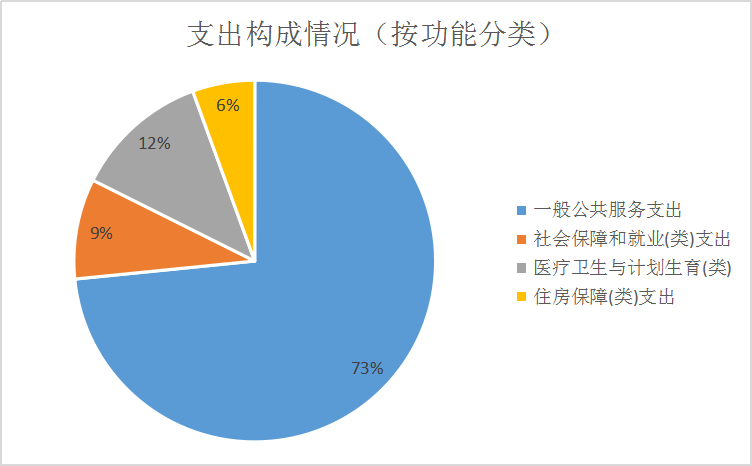 支出构成情况（按功能分类）
6%
12%
9%
73%
一般公共服务支出
社会保障和就业(类)支出
医疗卫生与计划生育(类)
住房保障(类)支出